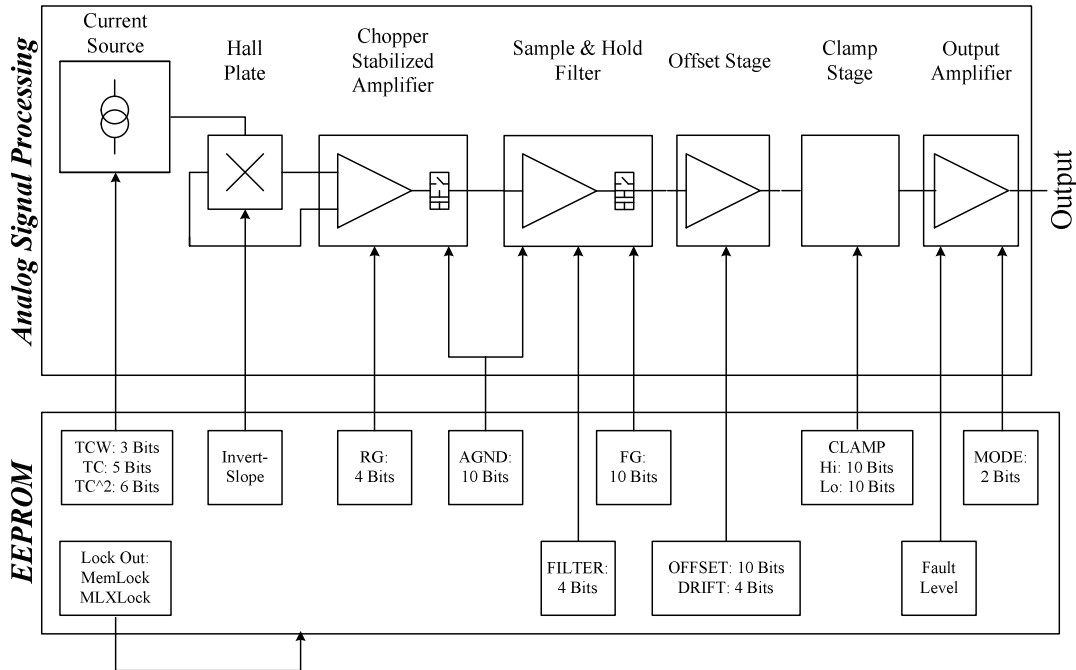 Analog Signal Processing
Current
Source
Hall
Plate
Chopper
Stabilized
Amplifier
Sample & Hold
Filter
Offset Stage
Clamp
Stage
Output
Amplifier
Output
EEPROM
TCW: 3 Bits
TC: 5 Bits
TC^2: 6 Bits
Invert-
Slope
RG:
4 Bits
AGND:
10 Bits
FG:
10 Bits
CLAMP
Hi: 10 Bits
Lo: 10 Bits
MODE:
2 Bits
Lock Out:
MemLock
MLXLock
FILTER:
4 Bits
OFFSET: 10 Bits
DRIFT: 4 Bits
Fault
Level